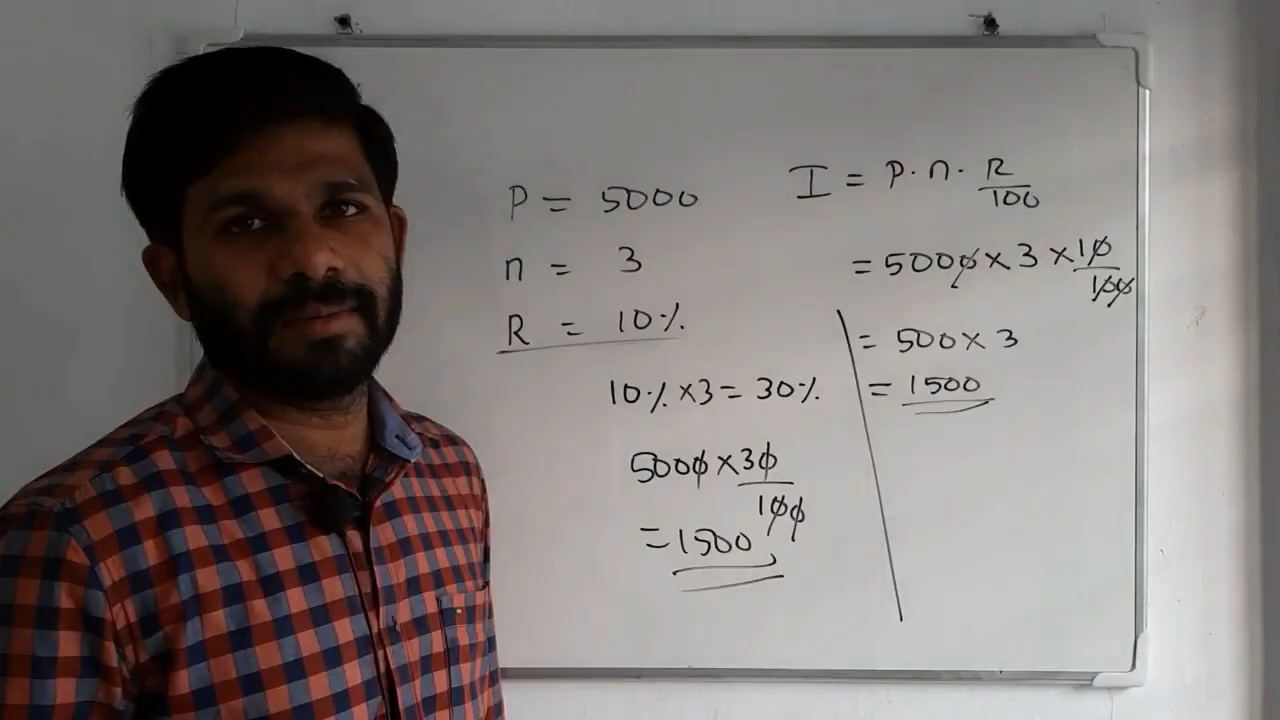 P = 5000
n = 3
R = 10%
10% × 3 = 30%
5000 × 30/100
= 1500
I = P · n · R/100
= 5000 × 3 × 10/100
= 500 × 3
= 1500